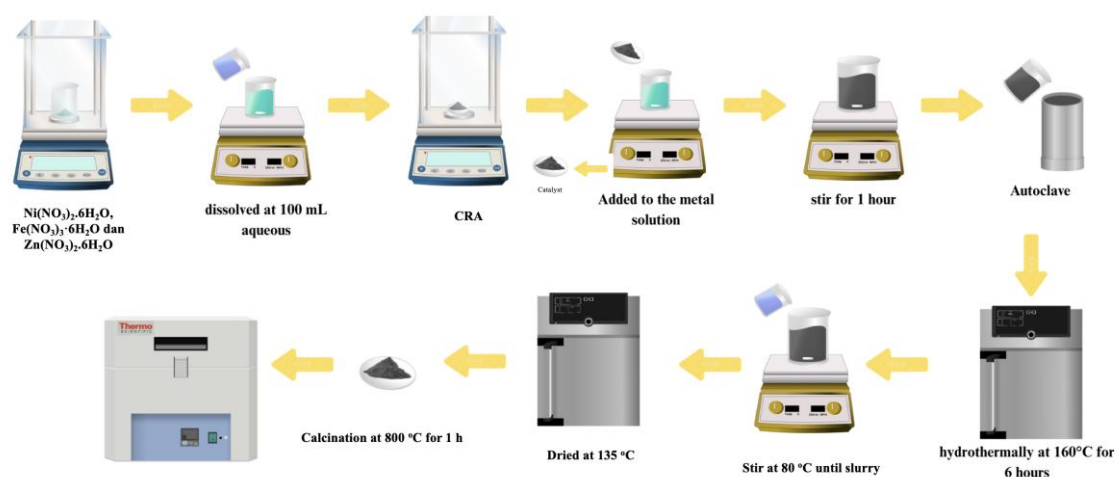 Ni(NO₃)₂.6H₂O,
Fe(NO₃)₃·6H₂O dan
Zn(NO₃)₂.6H₂O
dissolved at 100 mL
aqueous
CRA
Catalyst
Added to the metal
solution
stir for 1 hour
Autoclave
hydrothermally at 160°C for
6 hours
Stir at 80 °C until slurry
Dried at 135 °C
Calcination at 800 °C for 1 h
Thermo
SCIENTIFIC